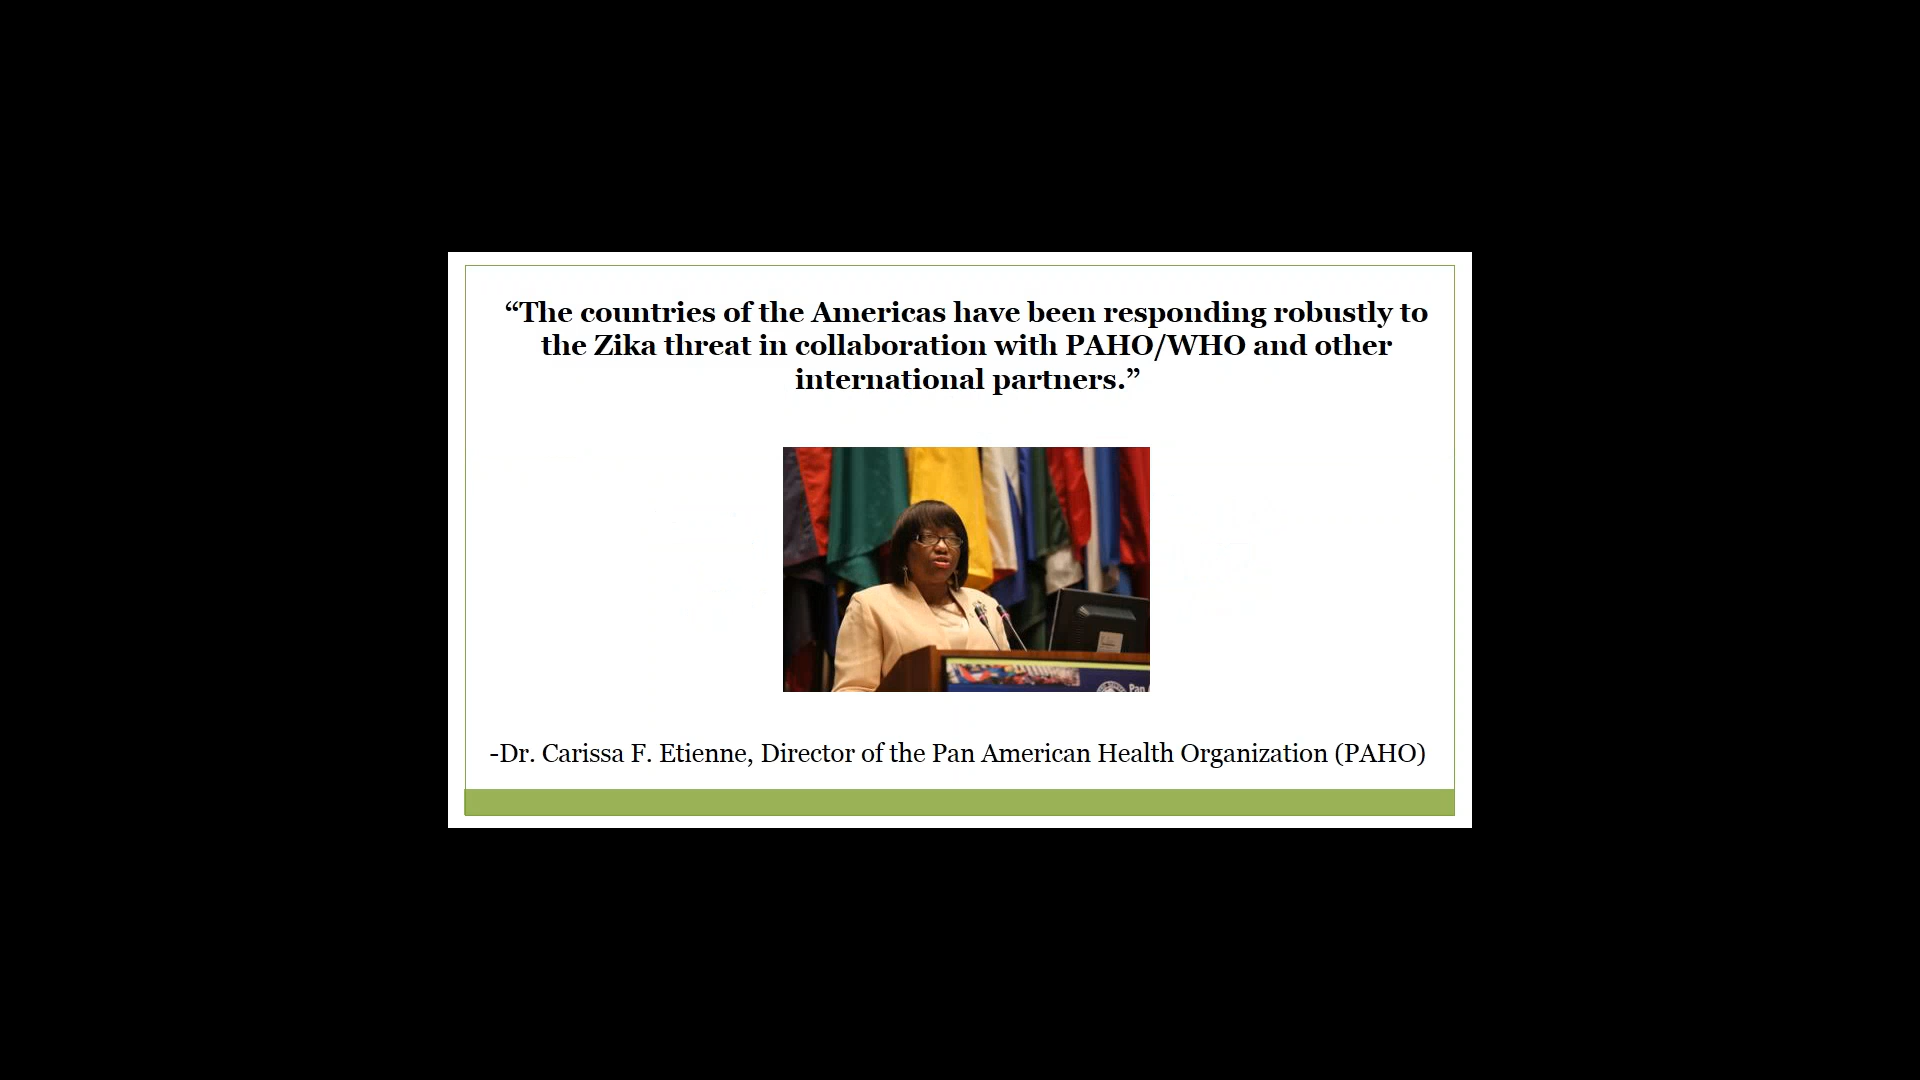 “The countries of the Americas have been responding robustly to
the Zika threat in collaboration with PAHO/WHO and other
international partners.”
Pan
-Dr. Carissa F. Etienne, Director of the Pan American Health Organization (PAHO)